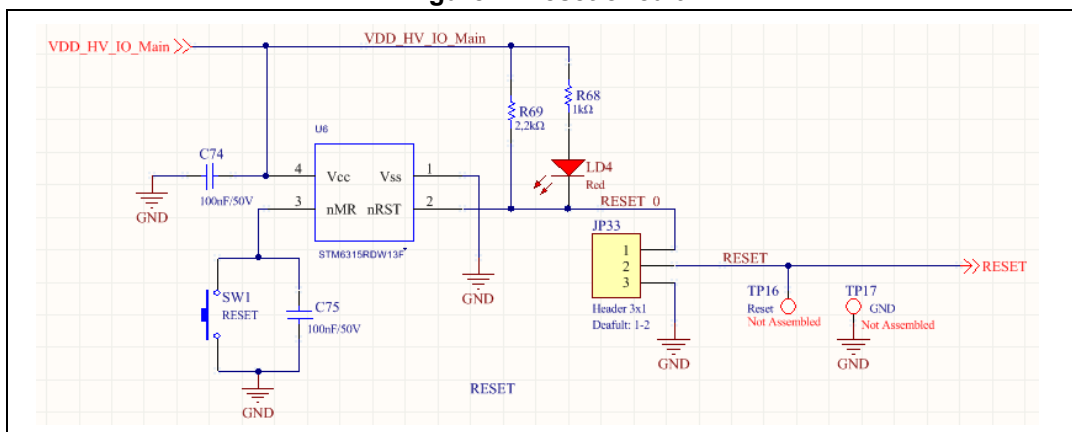 VDD_HV_IO_Main
VDD_HV_IO_Main
R68
1kΩ
R69
2,2kΩ
U6
C74
100nF/50V
GND
4
Vcc
Vss
1
3
nMR
nRST
2
STM6315RDW13F
LD4
Red
RESET_0
JP33
1
2
3
Header 3x1
Deafult: 1-2
GND
RESET
RESET
TP16
Reset
Not Assembled
TP17
GND
Not Assembled
GND
GND
SW1
RESET
C75
100nF/50V
GND
RESET